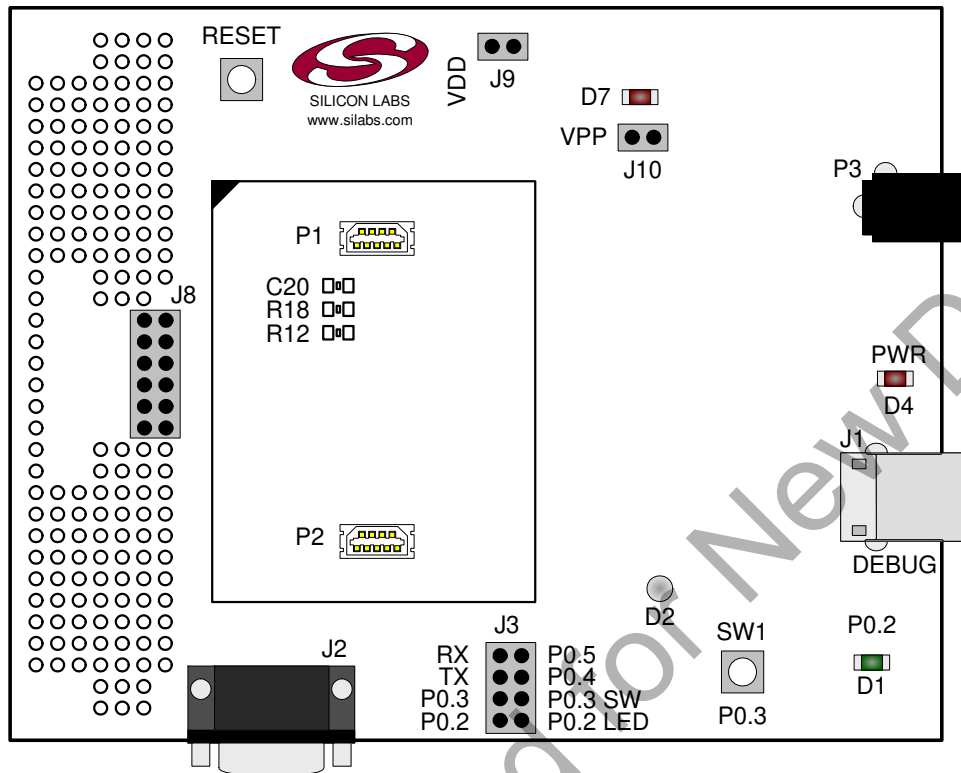 RESET
SILICON LABS
www.silabs.com
VDD
J9
D7
VPP
J10
P3
P1
C20
R18
R12
J8
PWR
D4
J1
DEBUG
P2
D2
SW1
P0.3
P0.2
D1
J2
J3
RX P0.5
TX P0.4
P0.3 P0.3 SW
P0.2 P0.2 LED
for New D